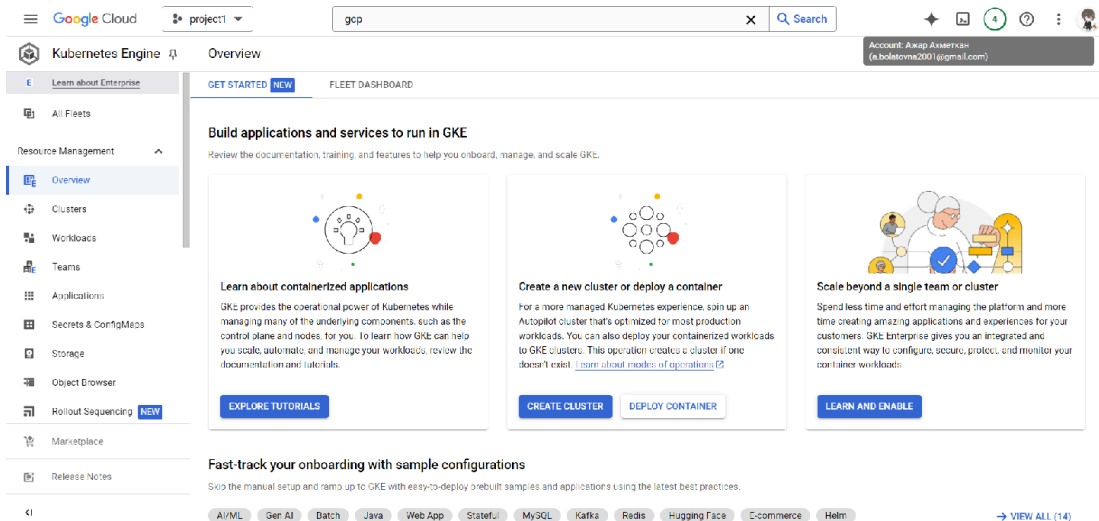 Google Cloud
project1
gcp
Search
4
Account: Ажар Ахметхан
(a.bolatovna2001@gmail.com)
Kubernetes Engine
Overview
E Learn about Enterprise
All Fleets
Resource Management
Overview
Clusters
Workloads
Teams
Applications
Secrets & ConfigMaps
Storage
Object Browser
Rollout Sequencing NEW
Marketplace
Release Notes
GET STARTED NEW
FLEET DASHBOARD
Build applications and services to run in GKE
Review the documentation, training, and features to help you onboard, manage, and scale GKE.
Learn about containerized applications
GKE provides the operational power of Kubernetes while
managing many of the underlying components, such as the
control plane and nodes, for you. To learn how GKE can help
you scale, automate, and manage your workloads, review the
documentation and tutorials.
EXPLORE TUTORIALS
Create a new cluster or deploy a container
For a more managed Kubernetes experience, spin up an
Autopilot cluster that's optimized for most production
workloads. You can also deploy your containerized workloads
to GKE clusters. This operation creates a cluster if one
doesn't exist. Learn about modes of operations
CREATE CLUSTER
DEPLOY CONTAINER
Scale beyond a single team or cluster
Spend less time and effort managing the platform and more
time creating amazing applications and experiences for your
customers. GKE Enterprise gives you an integrated and
consistent way to configure, secure, protect, and monitor your
container workloads.
LEARN AND ENABLE
Fast-track your onboarding with sample configurations
Skip the manual setup and ramp up to GKE with easy-to-deploy prebuilt samples and applications using the latest best practices.
AI/ML Gen AI Batch Java Web App Stateful MySQL Kafka Redis Hugging Face E-commerce Helm
VIEW ALL (14)